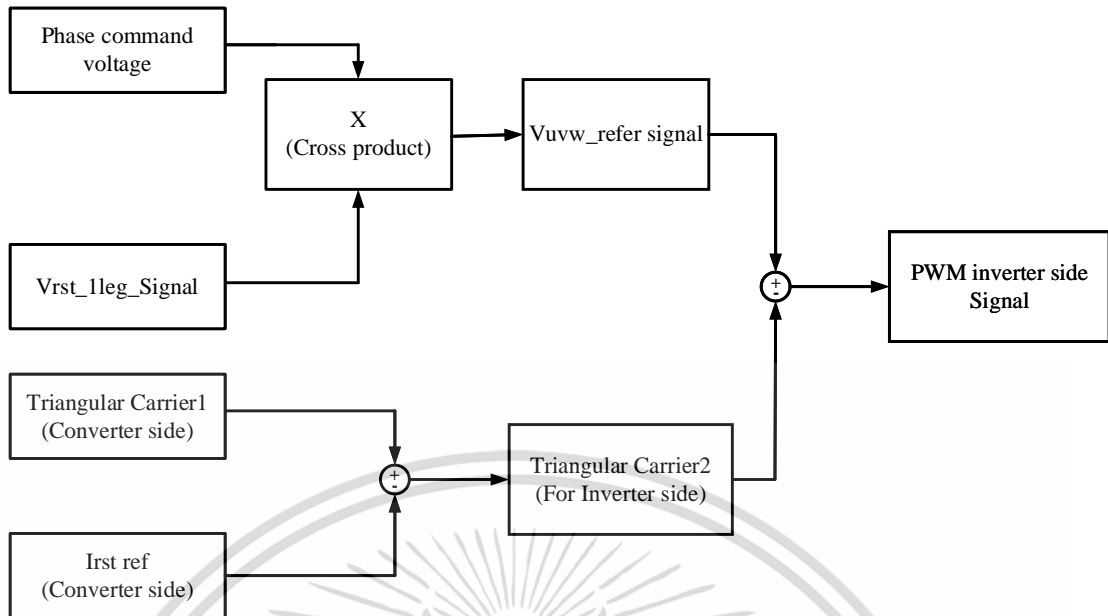 Phase command
voltage
X
(Cross product)
Vuvw_refer signal
Vrst_1leg_Signal
+
-
PWM inverter side
Signal
Triangular Carrier1
(Converter side)
+
-
Triangular Carrier2
(For Inverter side)
Irst ref
(Converter side)